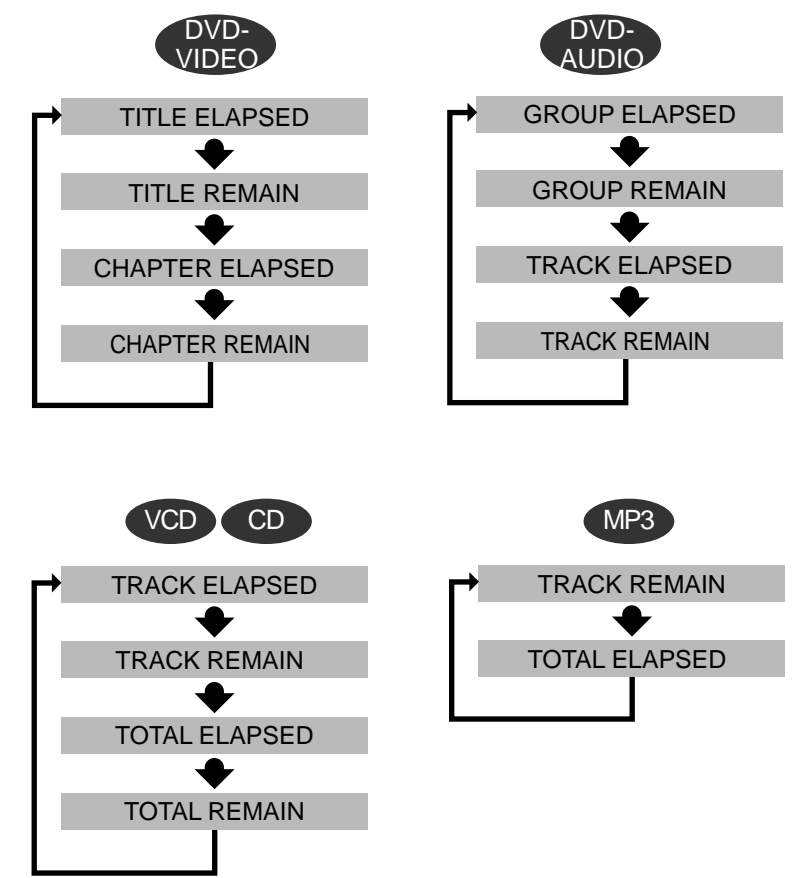 DVD-
VIDEO
TITLE ELAPSED
TITLE REMAIN
CHAPTER ELAPSED
CHAPTER REMAIN
DVD-
AUDIO
GROUP ELAPSED
GROUP REMAIN
TRACK ELAPSED
TRACK REMAIN
VCD CD
TRACK ELAPSED
TRACK REMAIN
TOTAL ELAPSED
TOTAL REMAIN
MP3
TRACK REMAIN
TOTAL ELAPSED